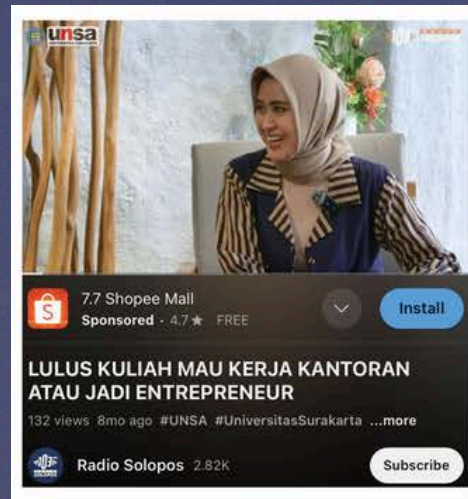 unsa
7.7 Shopee Mall
Sponsored · 4.7★ FREE
Install
LULUS KULIAH MAU KERJA KANTORAN
ATAU JADI ENTREPRENEUR
132 views 8mo ago #UNSA #UniversitasSurakarta ...more
Radio Solopos 2.82K
Subscribe